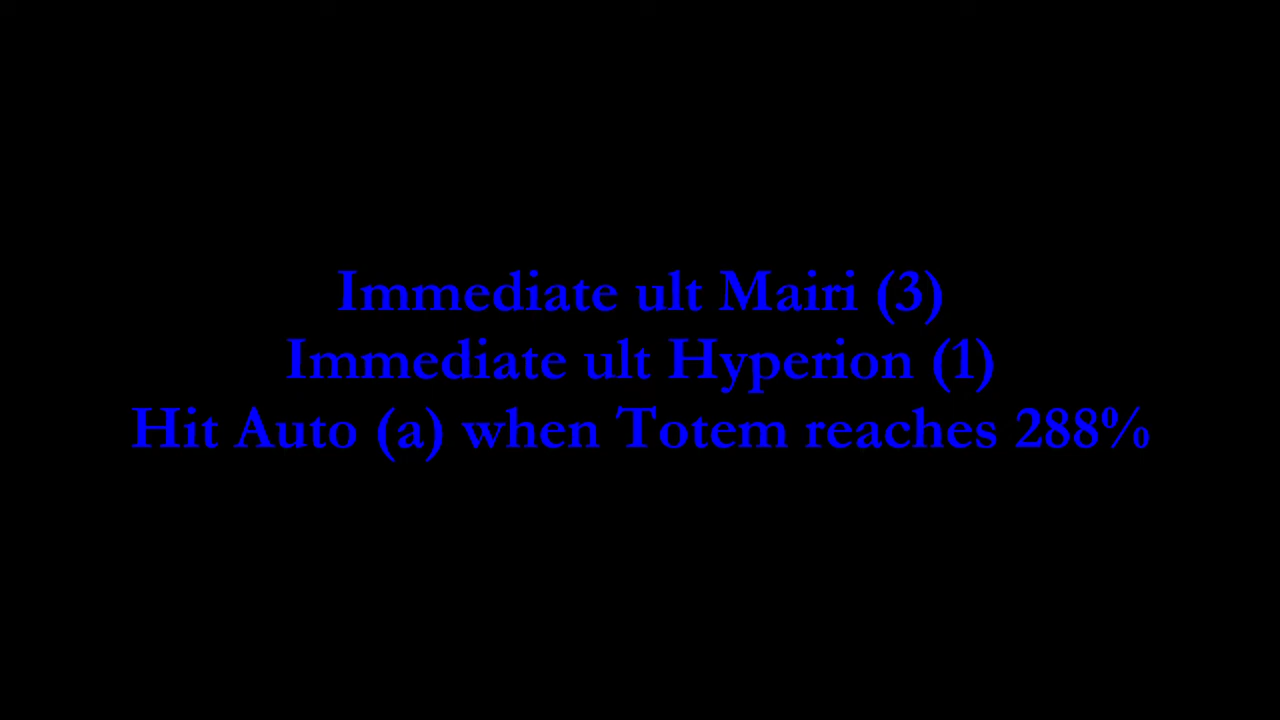 Immediate ult Mairi (3)
Immediate ult Hyperion (1)
Hit Auto (a) when Totem reaches 288%